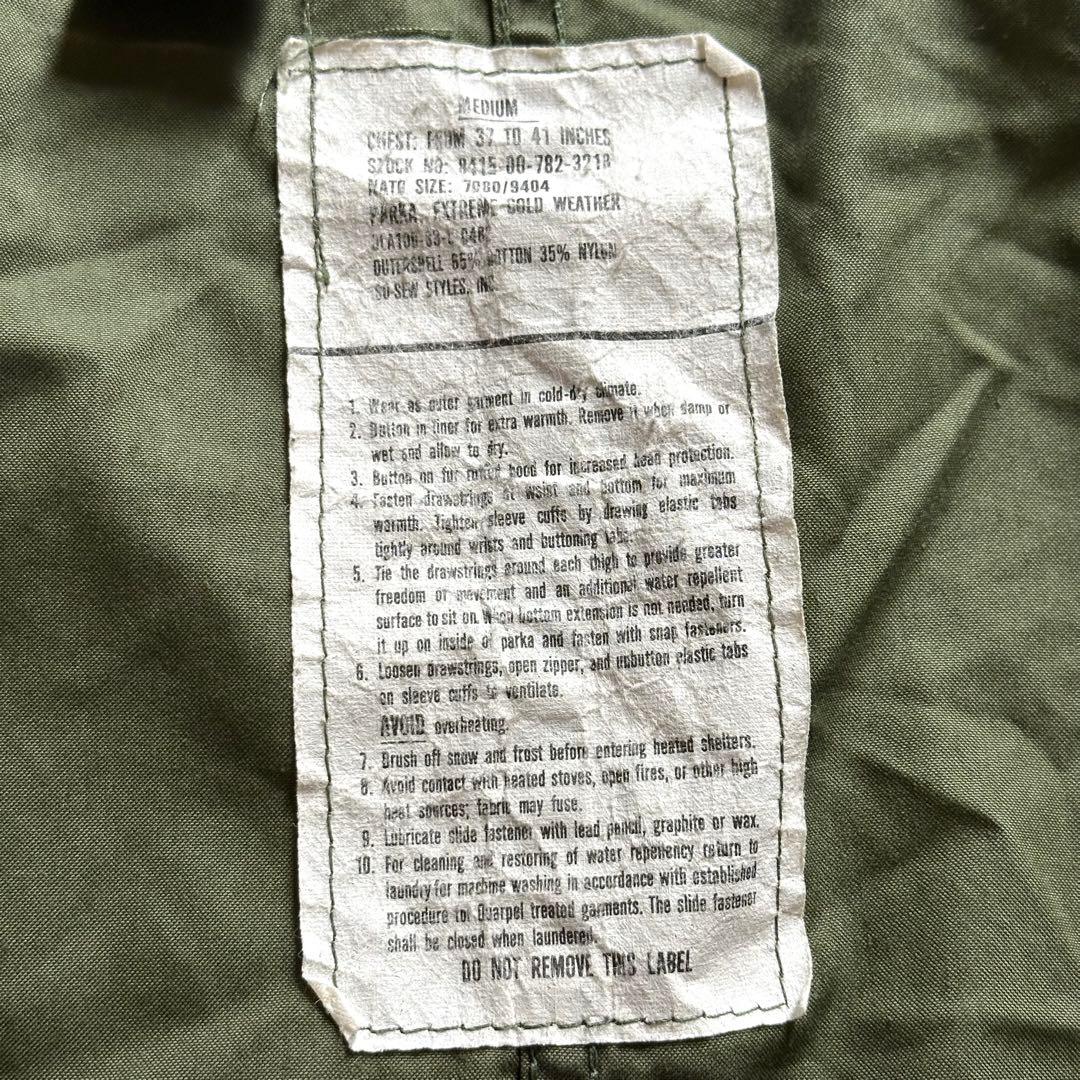 MEDIUM
CHEST: FROM 37 TO 41 INCHES
STOCK NO: 8415-00-782-3218
NATO SIZE: 7080/9404
PARKA, EXTREME COLD WEATHER
DLA100-83-C
OUTERSHELL 65% COTTON 35% NYLON
SO-SEW STYLES, INC.
1. Wear as outer garment in cold-dry climate.
2. Button in liner for extra warmth. Remove it when damp or
wet and allow to dry.
3. Button on fur ruffed hood for increased head protection.
4. Fasten drawstrings at waist and bottom for maximum
warmth. Tighten sleeve cuffs by drawing elastic tabs
tightly around wrists and buttoning tabs.
5. Tie the drawstrings around each thigh to provide greater
freedom of movement and an additional water repellent
surface to sit on. When bottom extension is not needed, turn
it up on inside of parka and fasten with snap fasteners.
6. Loosen drawstrings, open zipper, and unbutton elastic tabs
on sleeve cuffs to ventilate.
AVOID overheating.
7. Brush off snow and frost before entering heated shelters.
8. Avoid contact with heated stoves, open fires, or other high
heat sources; fabric may fuse.
9. Lubricate slide fastener with lead pencil, graphite or wax.
10. For cleaning and restoring of water repellency return to
laundry for machine washing in accordance with established
procedure for Quarpel treated garments. The slide fastener
shall be closed when laundered.
DO NOT REMOVE THIS LABEL